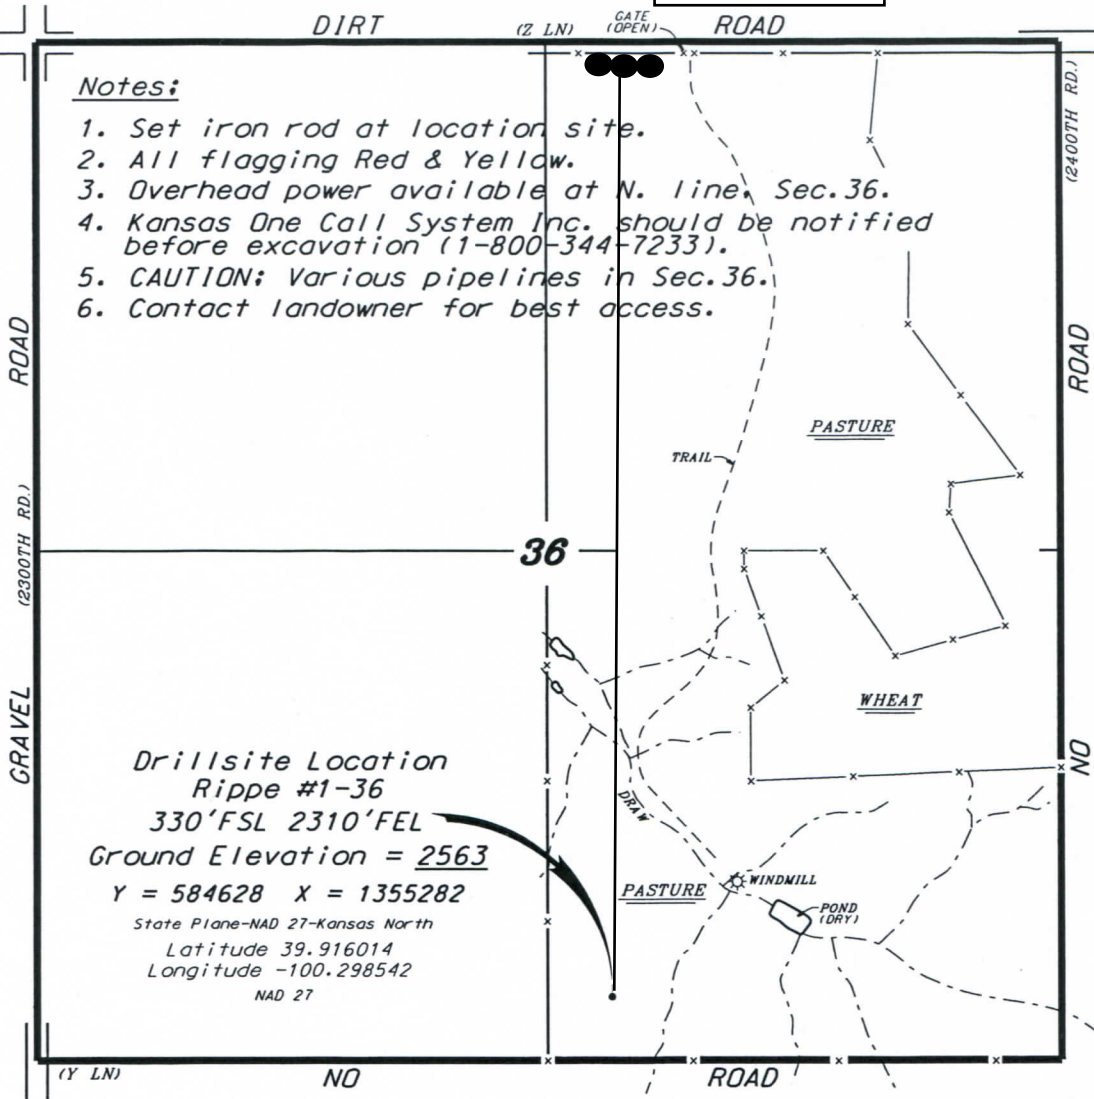 DIRT
(Z LN)
GATE
(OPEN)
ROAD
Notes:
1. Set iron rod at location site.
2. All flagging Red & Yellow.
3. Overhead power available at N. line, Sec.36.
4. Kansas One Call System Inc. should be notified
before excavation (1-800-344-7233).
5. CAUTION: Various pipelines in Sec.36.
6. Contact landowner for best access.
(2400TH RD.)
ROAD
ROAD
PASTURE
TRAIL
(2300TH RD.)
36
WHEAT
GRAVEL
NO
Drillsite Location
Rippe #1-36
330'FSL 2310'FEL
Ground Elevation = 2563
Y = 584628 X = 1355282
State Plane-NAD 27-Kansas North
Latitude 39.916014
Longitude -100.298542
NAD 27
DRAW
PASTURE
WINDMILL
POND
(DRY)
(Y LN)
NO
ROAD